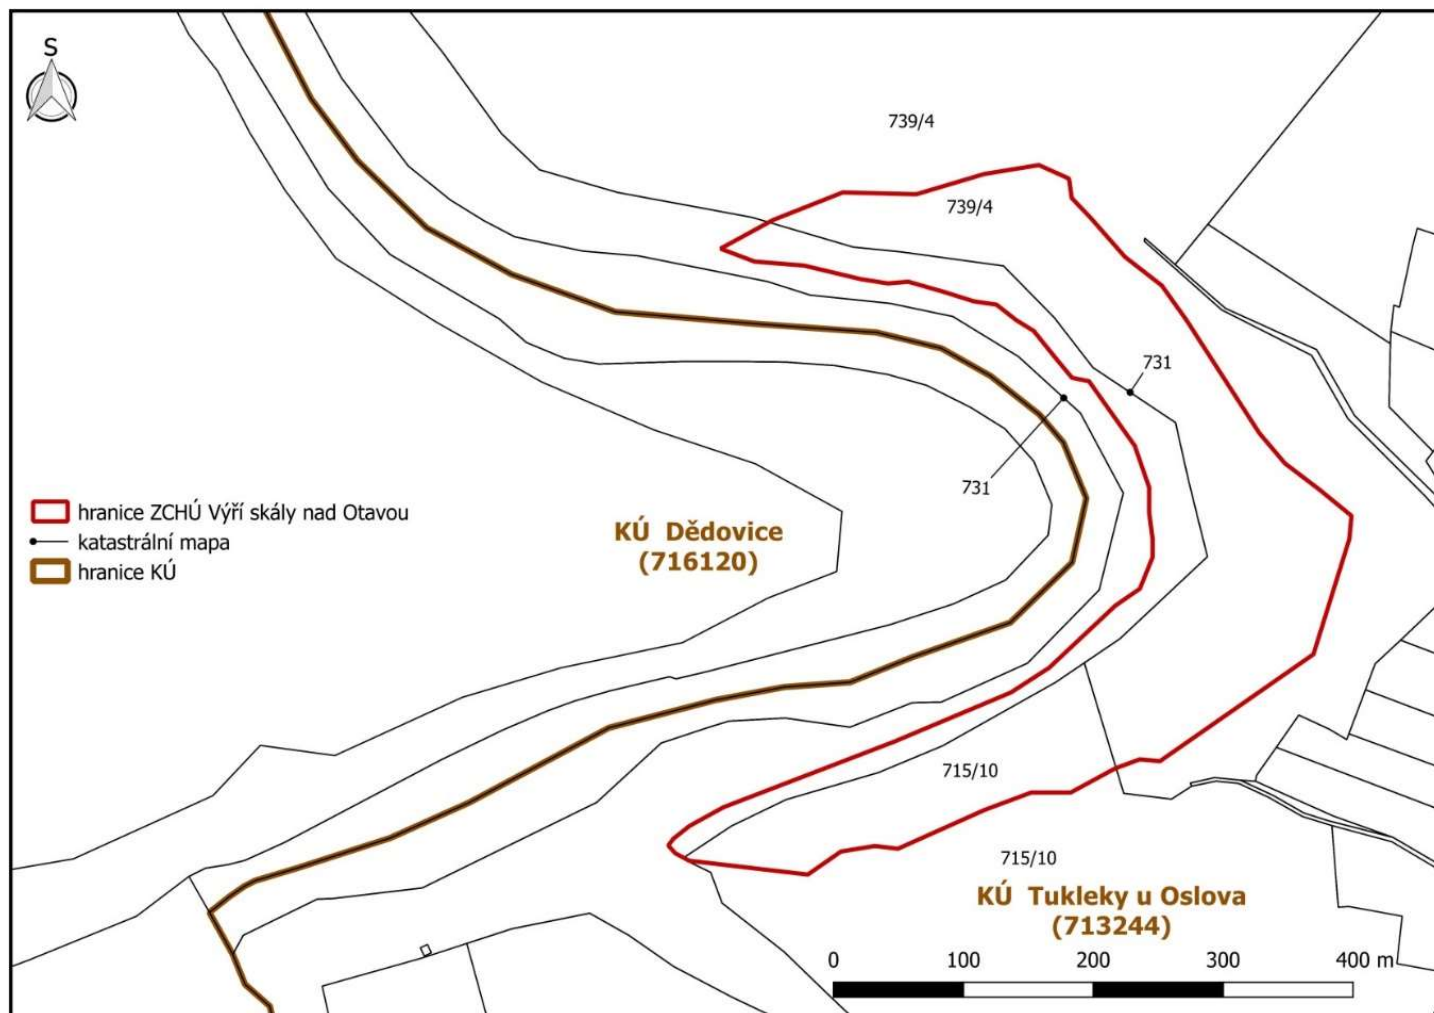 S
739/4
739/4
731
731
hranice ZCHÚ Výří skály nad Otavou
katastrální mapa
hranice KÚ
KÚ Dědovice
(716120)
715/10
715/10
KÚ Tukleky u Oslova
(713244)
0 100 200 300 400 m